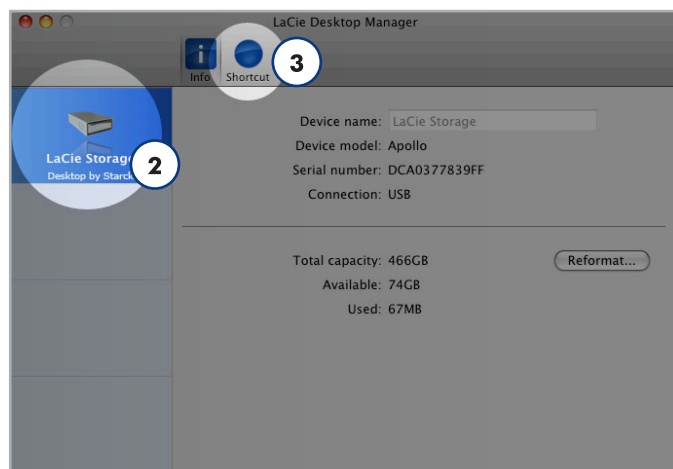 LaCie Desktop Manager
Info
Shortcut
3
LaCie Storage
Desktop by Starck
2
Device name: LaCie Storage
Device model: Apollo
Serial number: DCA0377839FF
Connection: USB
Total capacity: 466GB
Reformat...
Available: 74GB
Used: 67MB